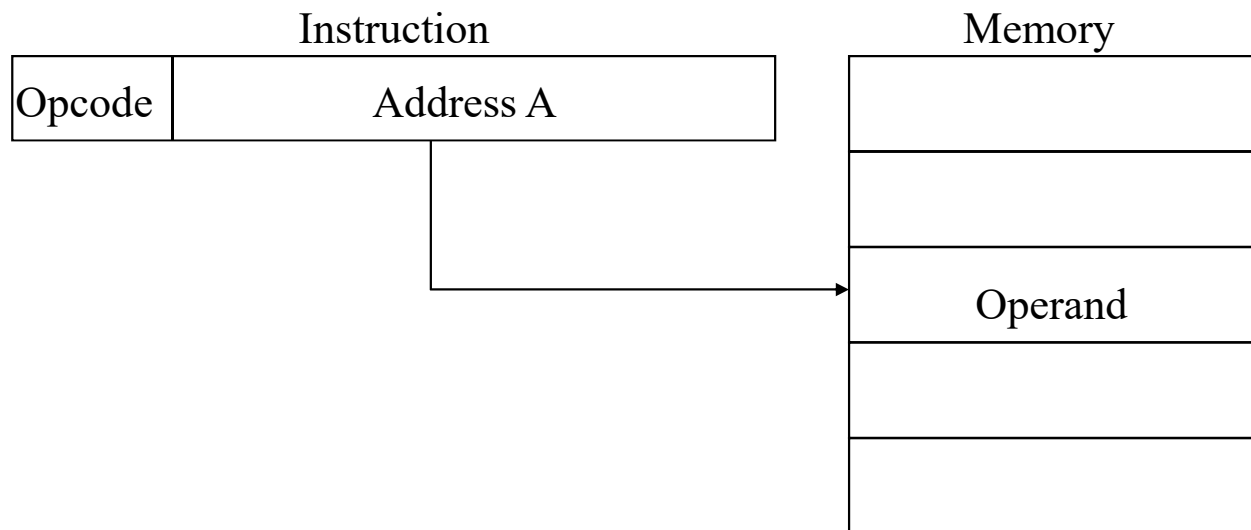 Instruction
Memory
Opcode
Address A
Operand